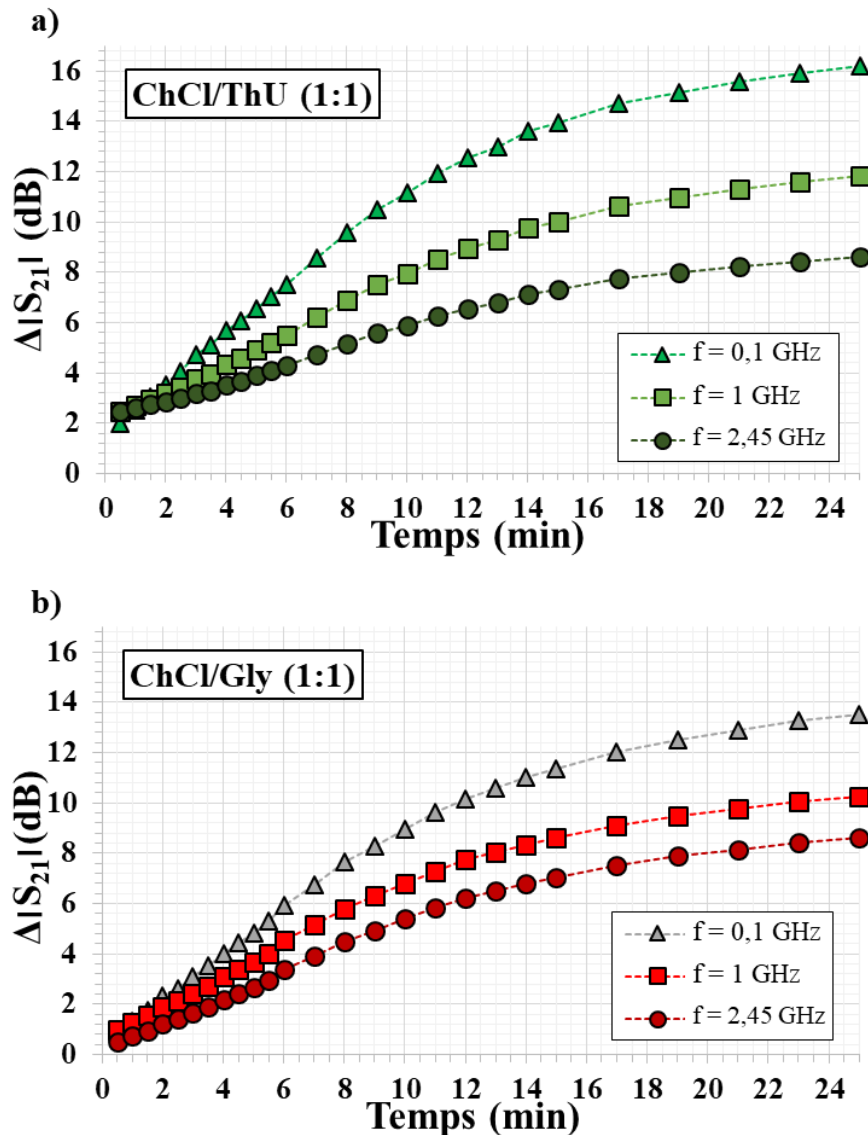 a)
ChCl/ThU (1:1)
Δ|S21| (dB)
16
14
12
10
8
6
4
2
0
f = 0,1 GHz
f = 1 GHz
f = 2,45 GHz
0 2 4 6 8 10 12 14 16 18 20 22 24
Temps (min)
b)
ChCl/Gly (1:1)
Δ|S21|(dB)
16
14
12
10
8
6
4
2
0
f = 0,1 GHz
f = 1 GHz
f = 2,45 GHz
0 2 4 6 8 10 12 14 16 18 20 22 24
Temps (min)